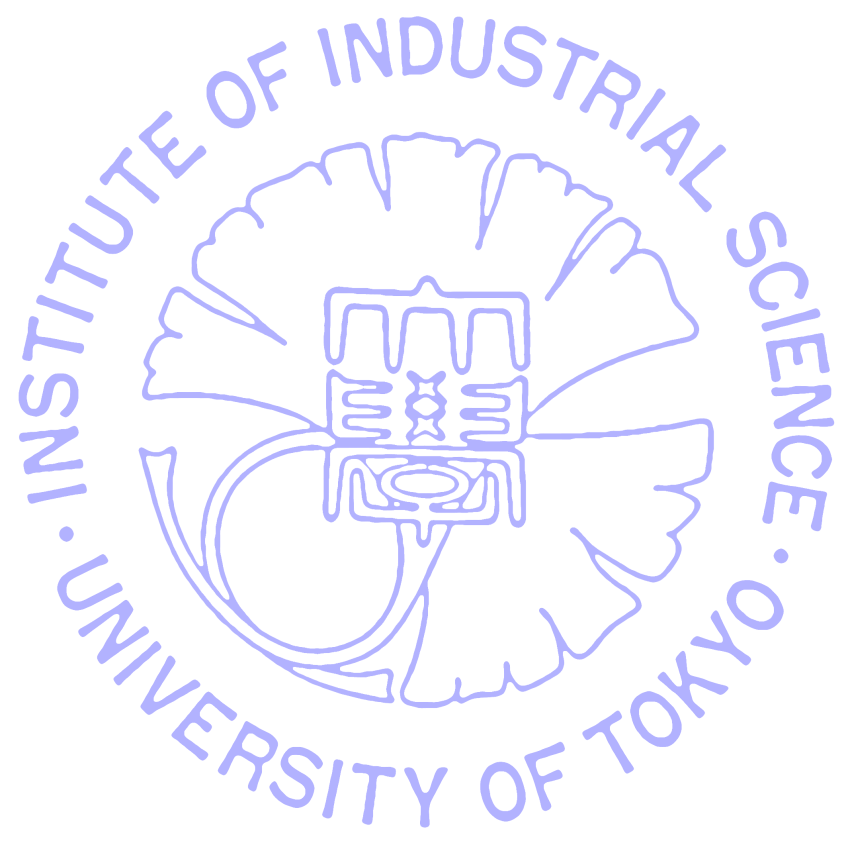 INSTITUTE OF INDUSTRIAL SCIENCE
· UNIVERSITY OF TOKYO ·